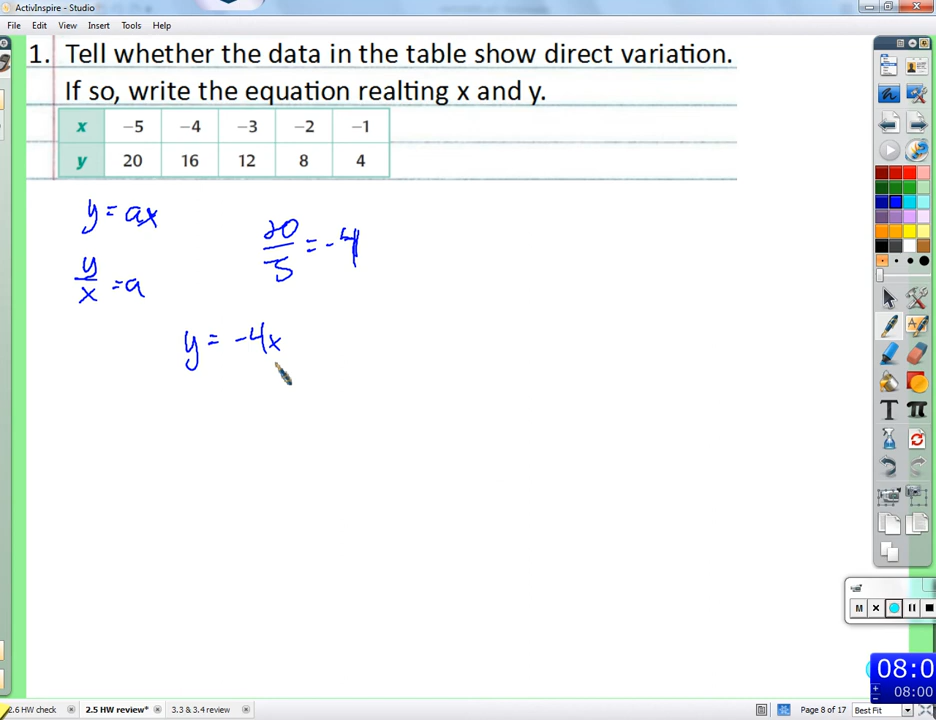 ActivInspire - Studio
File Edit View Insert Tools Help
1. Tell whether the data in the table show direct variation.
If so, write the equation realting x and y.
x −5 −4 −3 −2 −1
y 20 16 12 8 4
y = ax
20/-5 = -4
y/x = a
y = -4x
T π
M × II
08:0
08:00
2.6 HW check 2.5 HW review* 3.3 & 3.4 review Page 8 of 17 Best Fit